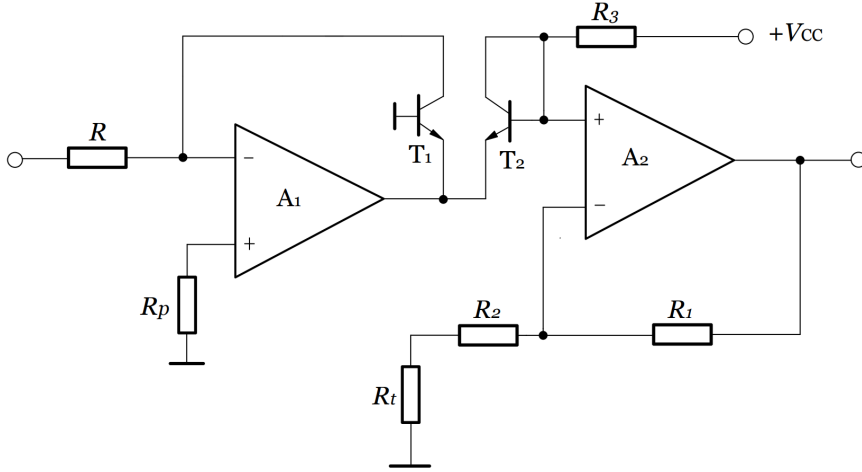 R3
+VCC
R
−
+
A1
T1
T2
+
A2
−
Rp
R2
R1
Rt